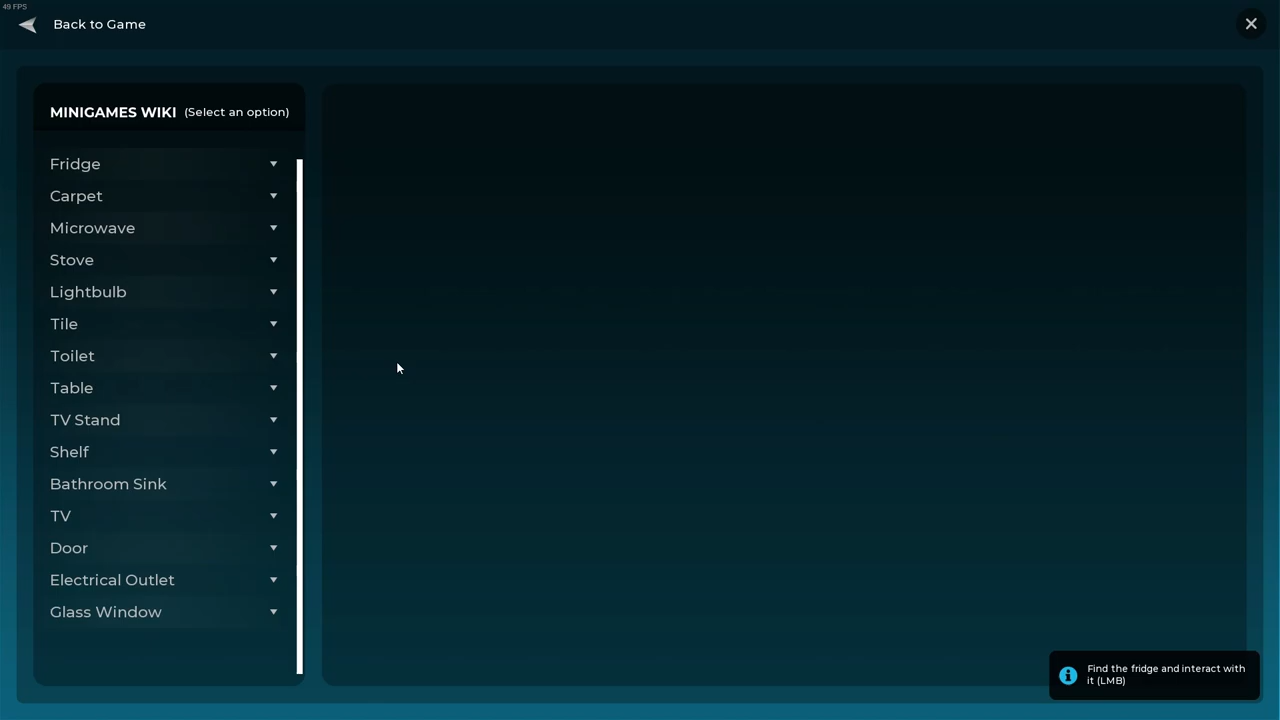 49 FPS
Back to Game
MINIGAMES WIKI (Select an option)
Fridge
Carpet
Microwave
Stove
Lightbulb
Tile
Toilet
Table
TV Stand
Shelf
Bathroom Sink
TV
Door
Electrical Outlet
Glass Window
Find the fridge and interact with
it (LMB)